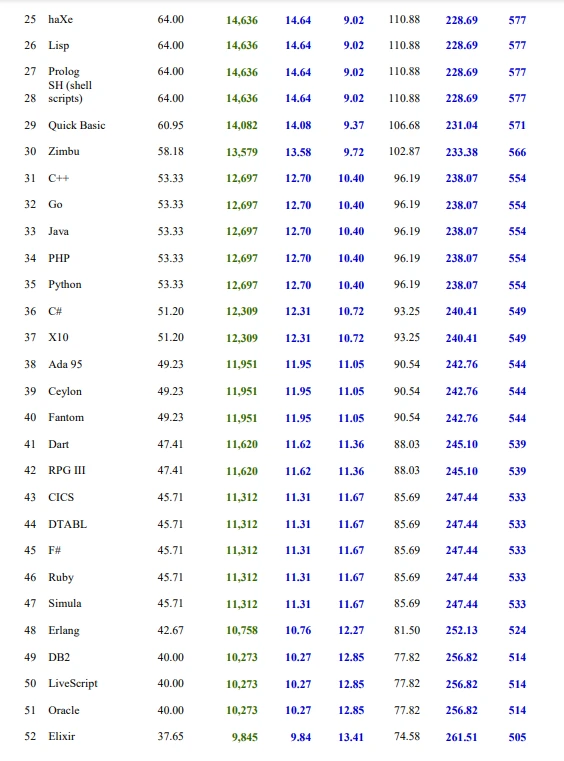 25 haXe 64.00 14,636 14.64 9.02 110.88 228.69 577
26 Lisp 64.00 14,636 14.64 9.02 110.88 228.69 577
27 Prolog 64.00 14,636 14.64 9.02 110.88 228.69 577
SH (shell
28 scripts) 64.00 14,636 14.64 9.02 110.88 228.69 577
29 Quick Basic 60.95 14,082 14.08 9.37 106.68 231.04 571
30 Zimbu 58.18 13,579 13.58 9.72 102.87 233.38 566
31 C++ 53.33 12,697 12.70 10.40 96.19 238.07 554
32 Go 53.33 12,697 12.70 10.40 96.19 238.07 554
33 Java 53.33 12,697 12.70 10.40 96.19 238.07 554
34 PHP 53.33 12,697 12.70 10.40 96.19 238.07 554
35 Python 53.33 12,697 12.70 10.40 96.19 238.07 554
36 C# 51.20 12,309 12.31 10.72 93.25 240.41 549
37 X10 51.20 12,309 12.31 10.72 93.25 240.41 549
38 Ada 95 49.23 11,951 11.95 11.05 90.54 242.76 544
39 Ceylon 49.23 11,951 11.95 11.05 90.54 242.76 544
40 Fantom 49.23 11,951 11.95 11.05 90.54 242.76 544
41 Dart 47.41 11,620 11.62 11.36 88.03 245.10 539
42 RPG III 47.41 11,620 11.62 11.36 88.03 245.10 539
43 CICS 45.71 11,312 11.31 11.67 85.69 247.44 533
44 DTABL 45.71 11,312 11.31 11.67 85.69 247.44 533
45 F# 45.71 11,312 11.31 11.67 85.69 247.44 533
46 Ruby 45.71 11,312 11.31 11.67 85.69 247.44 533
47 Simula 45.71 11,312 11.31 11.67 85.69 247.44 533
48 Erlang 42.67 10,758 10.76 12.27 81.50 252.13 524
49 DB2 40.00 10,273 10.27 12.85 77.82 256.82 514
50 LiveScript 40.00 10,273 10.27 12.85 77.82 256.82 514
51 Oracle 40.00 10,273 10.27 12.85 77.82 256.82 514
52 Elixir 37.65 9,845 9.84 13.41 74.58 261.51 505